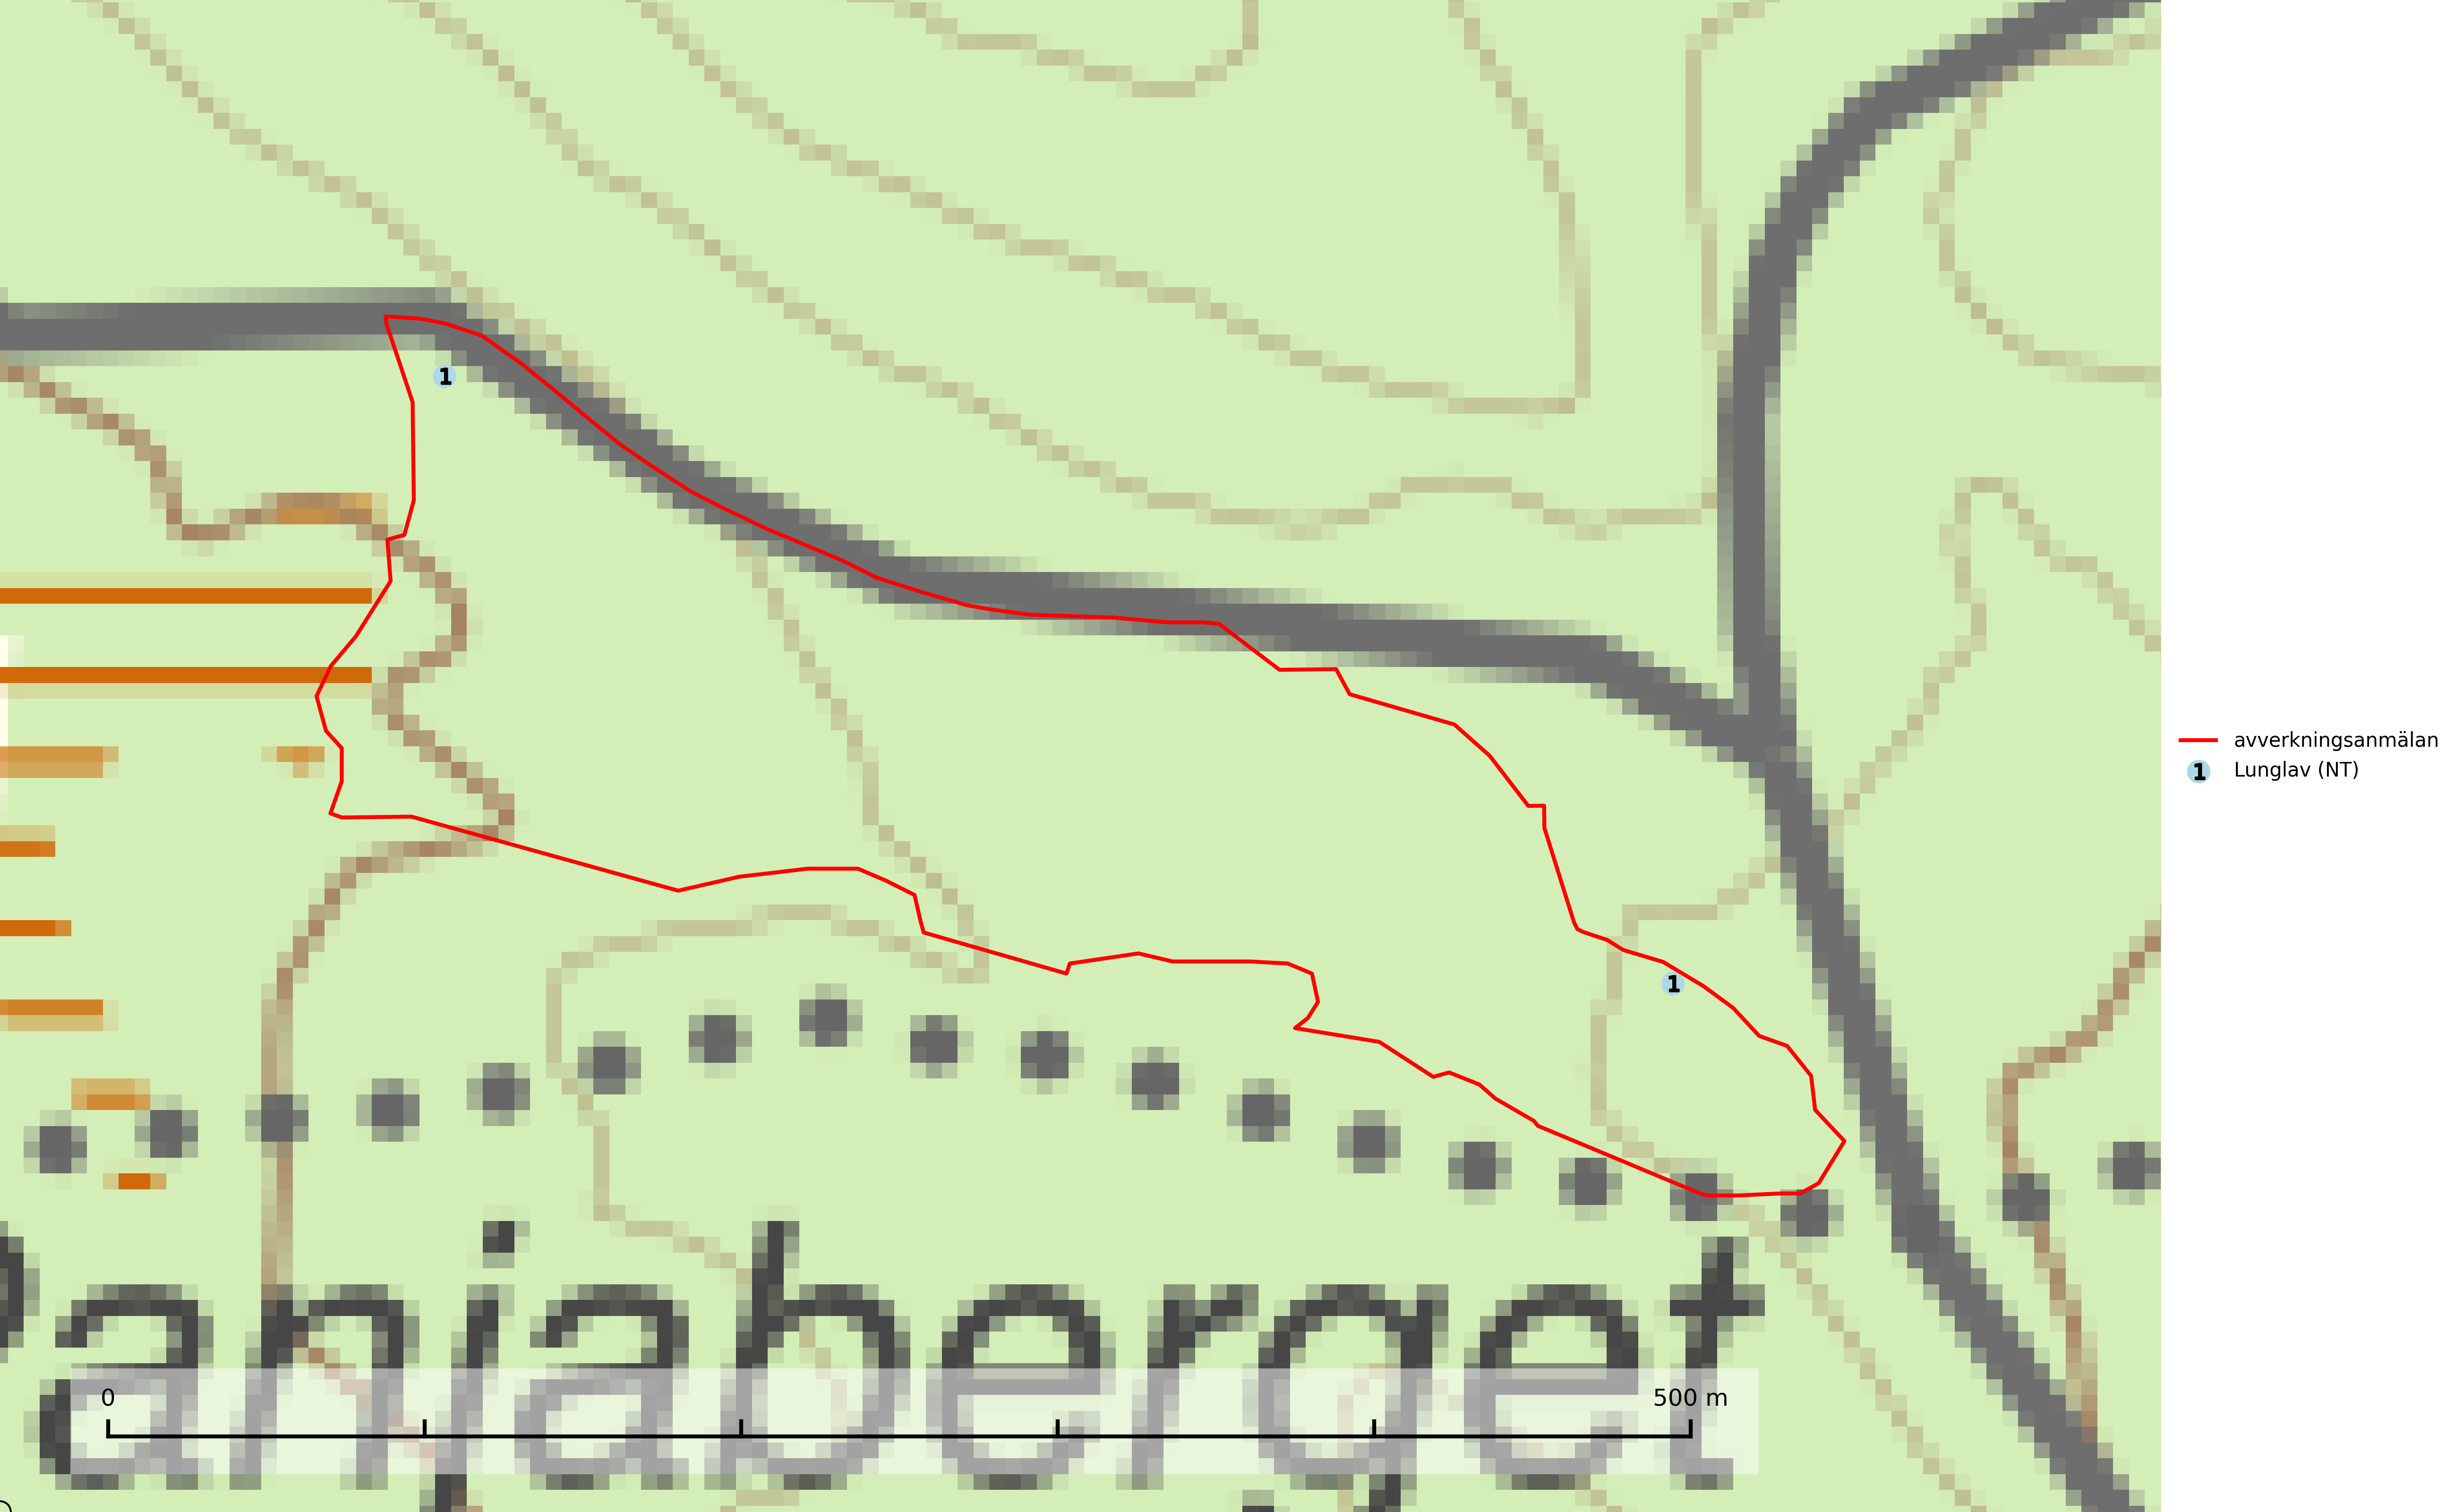 1
1
avverkningsanmälan
1 Lunglav (NT)
0 500 m